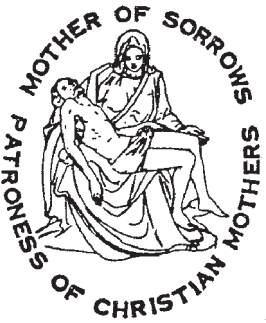 MOTHER OF SORROWS
PATRONESS OF CHRISTIAN MOTHERS